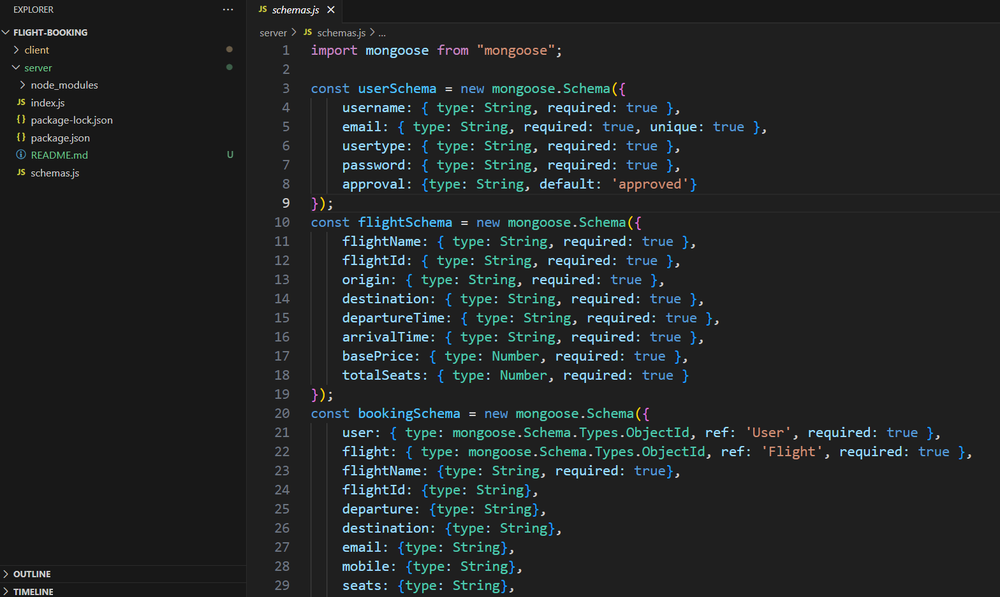 EXPLORER
FLIGHT-BOOKING
client
server
node_modules
JS index.js
{} package-lock.json
{} package.json
README.md U
JS schemas.js
OUTLINE
TIMELINE
JS schemas.js
server > JS schemas.js > ...
1 import mongoose from "mongoose";
2
3 const userSchema = new mongoose.Schema({
4 username: { type: String, required: true },
5 email: { type: String, required: true, unique: true },
6 usertype: { type: String, required: true },
7 password: { type: String, required: true },
8 approval: {type: String, default: 'approved'}
9 });
10 const flightSchema = new mongoose.Schema({
11 flightName: { type: String, required: true },
12 flightId: { type: String, required: true },
13 origin: { type: String, required: true },
14 destination: { type: String, required: true },
15 departureTime: { type: String, required: true },
16 arrivalTime: { type: String, required: true },
17 basePrice: { type: Number, required: true },
18 totalSeats: { type: Number, required: true }
19 });
20 const bookingSchema = new mongoose.Schema({
21 user: { type: mongoose.Schema.Types.ObjectId, ref: 'User', required: true },
22 flight: { type: mongoose.Schema.Types.ObjectId, ref: 'Flight', required: true },
23 flightName: {type: String, required: true},
24 flightId: {type: String},
25 departure: {type: String},
26 destination: {type: String},
27 email: {type: String},
28 mobile: {type: String},
29 seats: {type: String},